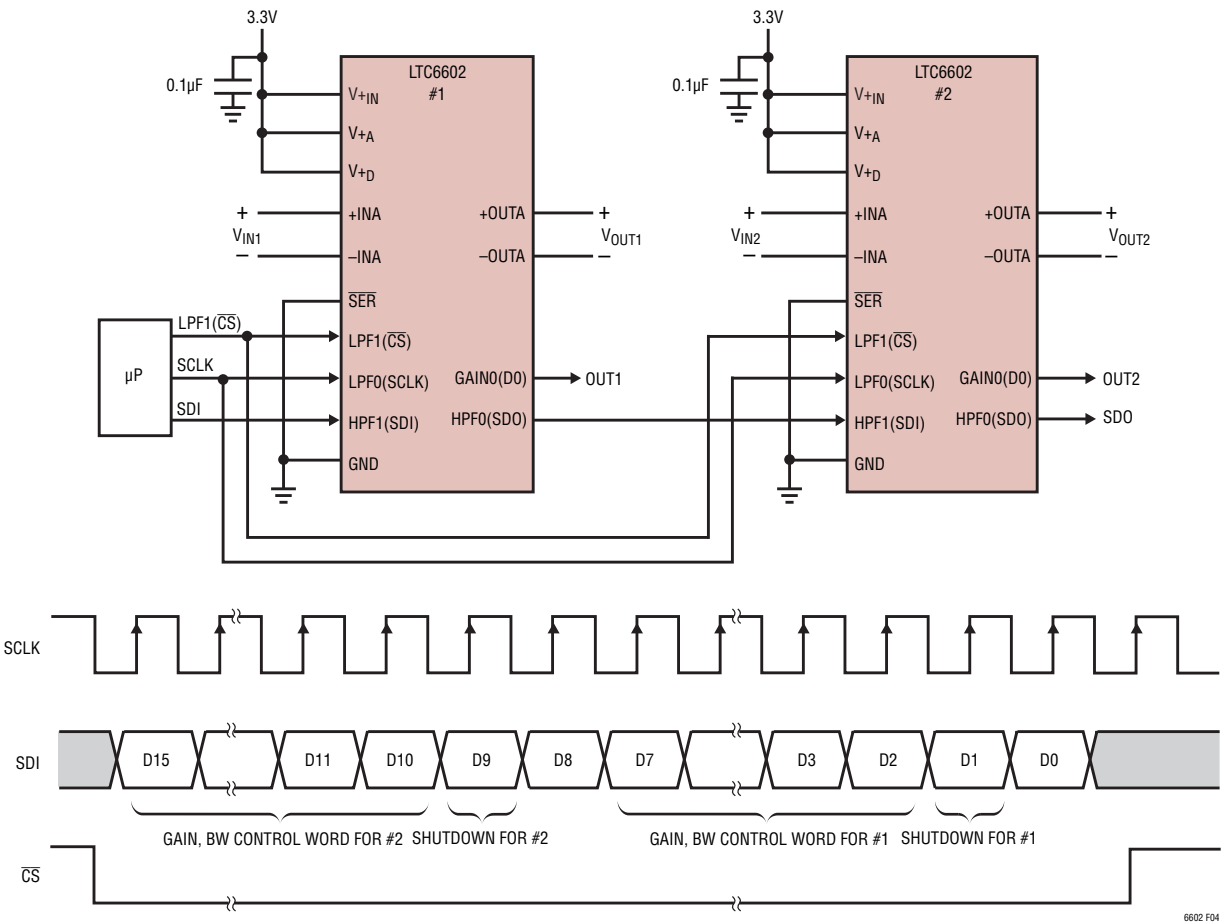 3.3V
3.3V
0.1µF
LTC6602
#1
V+IN
V+A
V+D
+INA
+OUTA
+
VIN1
–
+
VOUT1
–
–INA
–OUTA
SER
LPF1(CS)
LPF0(SCLK)
GAIN0(D0)
OUT1
HPF1(SDI)
HPF0(SDO)
GND
µP
LPF1(CS)
SCLK
SDI
0.1µF
LTC6602
#2
V+IN
V+A
V+D
+INA
+OUTA
+
VIN2
–
+
VOUT2
–
–INA
–OUTA
SER
LPF1(CS)
LPF0(SCLK)
GAIN0(D0)
OUT2
HPF1(SDI)
HPF0(SDO)
SDO
GND
SCLK
SDI
D15
D11
D10
D9
D8
D7
D3
D2
D1
D0
GAIN, BW CONTROL WORD FOR #2
SHUTDOWN FOR #2
GAIN, BW CONTROL WORD FOR #1
SHUTDOWN FOR #1
CS
6602 F04